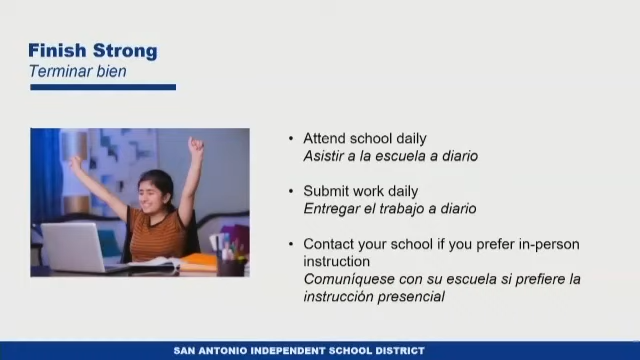 Finish Strong
Terminar bien
• Attend school daily
Asistir a la escuela a diario
• Submit work daily
Entregar el trabajo a diario
• Contact your school if you prefer in-person
instruction
Comuníquese con su escuela si prefiere la
instrucción presencial
SAN ANTONIO INDEPENDENT SCHOOL DISTRICT